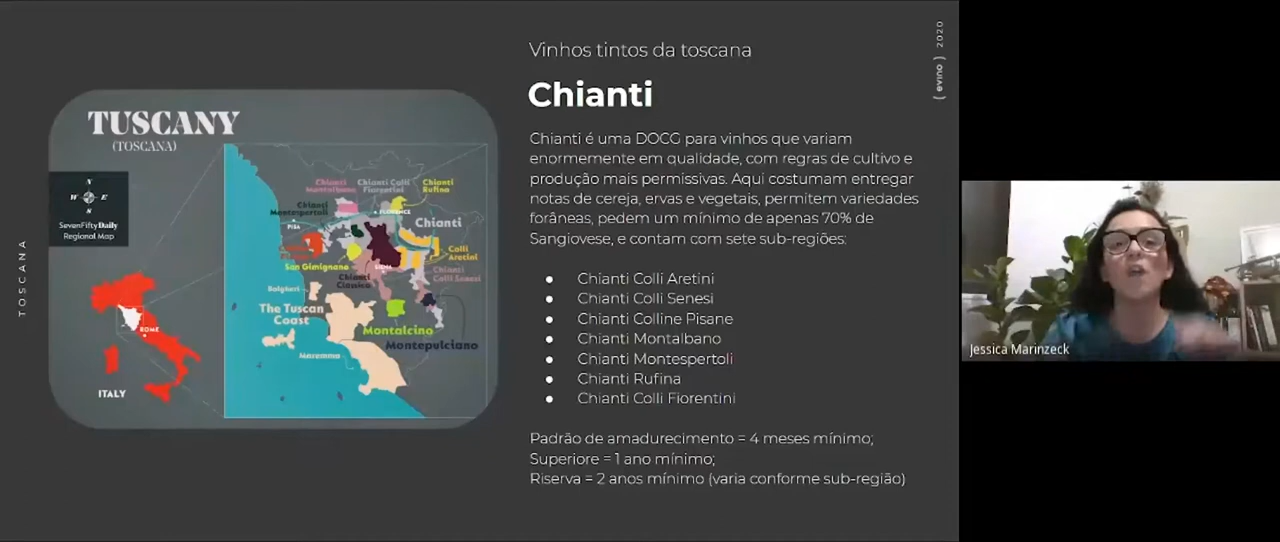 Vinhos tintos da toscana
Chianti
( evino ) 2020
TOSCANA
Chianti é uma DOCG para vinhos que variam
enormemente em qualidade, com regras de cultivo e
produção mais permissivas. Aqui costumam entregar
notas de cereja, ervas e vegetais, permitem variedades
forâneas, pedem um mínimo de apenas 70% de
Sangiovese, e contam com sete sub-regiões:
● Chianti Colli Aretini
● Chianti Colli Senesi
● Chianti Colline Pisane
● Chianti Montalbano
● Chianti Montespertoli
● Chianti Rufina
● Chianti Colli Fiorentini
Padrão de amadurecimento = 4 meses mínimo;
Superiore = 1 ano mínimo;
Riserva = 2 anos mínimo (varia conforme sub-região)
TUSCANY
(TOSCANA)
N
W E
S
SevenFifty Daily
Regional Map
ROME
ITALY
Chianti
Montalbano
Chianti Colli
Fiorentini
Chianti
Rufina
Chianti
Montespertoli
FLORENCE
PISA
Chianti
Colli
Aretini
San Gimignano
SIENA
Chianti
Classico
Chianti
Colli Senesi
Bolgheri
The Tuscan
Coast
Montalcino
Montepulciano
Maremma
Jessica Marinzeck